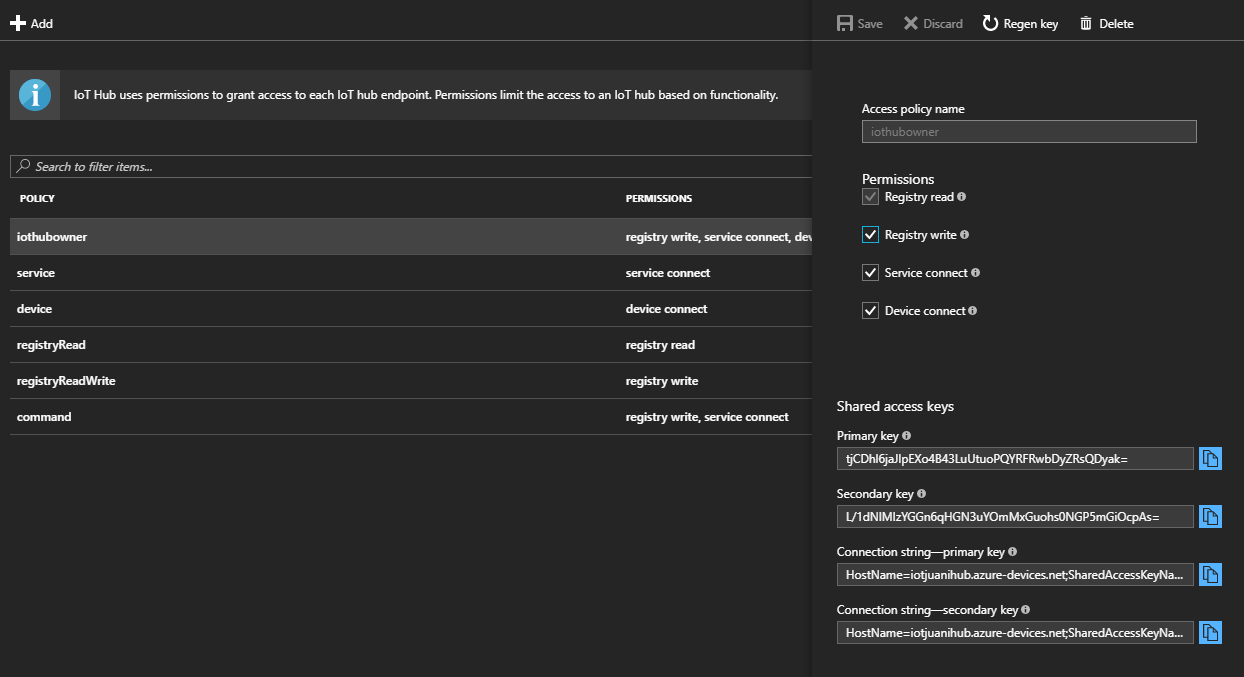 Add
Save Discard Regen key Delete
IoT Hub uses permissions to grant access to each IoT hub endpoint. Permissions limit the access to an IoT hub based on functionality.
Search to filter items...
POLICY PERMISSIONS
iothubowner registry write, service connect, dev
service service connect
device device connect
registryRead registry read
registryReadWrite registry write
command registry write, service connect
Access policy name
iothubowner
Permissions
Registry read
Registry write
Service connect
Device connect
Shared access keys
Primary key
tjCDhl6jaJlpEXo4B43LuUtuoPQYRFRwbDyZRsQDyak=
Secondary key
L/1dNIMIzYGGn6qHGN3uYOmMxGuohs0NGP5mGiOcpAs=
Connection string—primary key
HostName=iotjuanihub.azure-devices.net;SharedAccessKeyNa...
Connection string—secondary key
HostName=iotjuanihub.azure-devices.net;SharedAccessKeyNa...